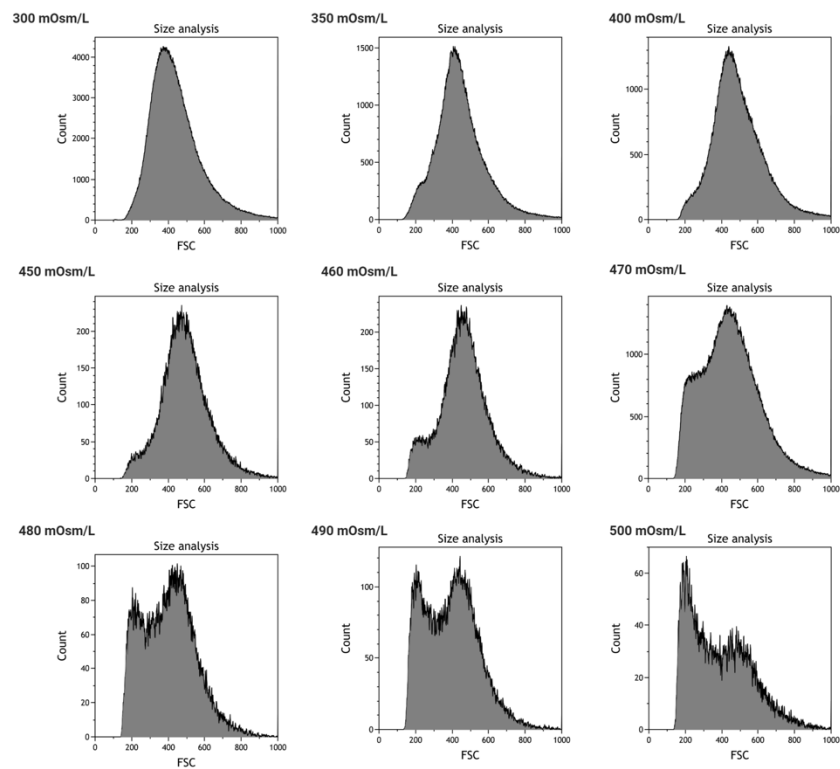 300 mOsm/L
Size analysis
4000
3000
2000
1000
0
Count
0 200 400 600 800 1000
FSC
350 mOsm/L
Size analysis
1500
1000
500
0
Count
0 200 400 600 800 1000
FSC
400 mOsm/L
Size analysis
1000
500
0
Count
0 200 400 600 800 1000
FSC
450 mOsm/L
Size analysis
200
150
100
50
0
Count
0 200 400 600 800 1000
FSC
460 mOsm/L
Size analysis
200
150
100
50
0
Count
0 200 400 600 800 1000
FSC
470 mOsm/L
Size analysis
1000
500
0
Count
0 200 400 600 800 1000
FSC
480 mOsm/L
Size analysis
100
80
60
40
20
0
Count
0 200 400 600 800 1000
FSC
490 mOsm/L
Size analysis
100
50
0
Count
0 200 400 600 800 1000
FSC
500 mOsm/L
Size analysis
60
40
20
0
Count
0 200 400 600 800 1000
FSC